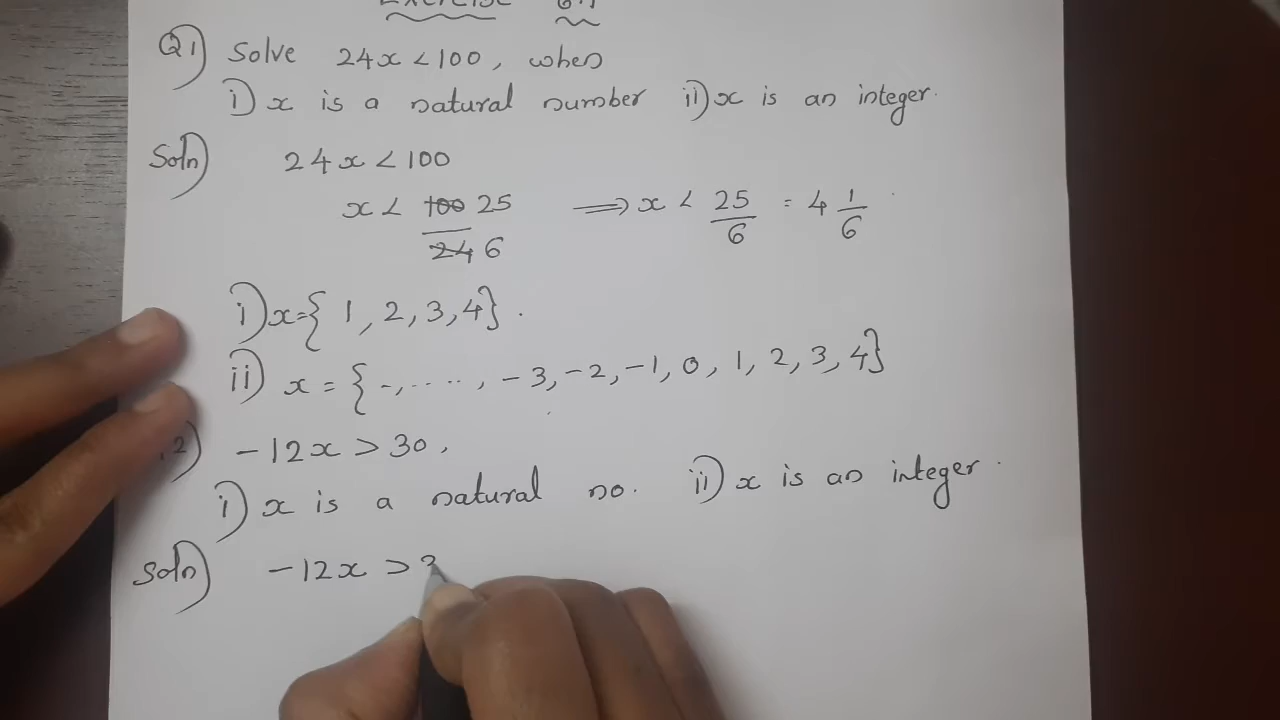 Q1) Solve 24x < 100, when
i) x is a natural number ii) x is an integer.
Soln) 24x < 100
x < 100 25 ⟹ x < 25/6 = 4 1/6
24 6
i) x = { 1, 2, 3, 4}.
ii) x = { -, ...., -3, -2, -1, 0, 1, 2, 3, 4}
2) -12x > 30,
i) x is a natural no. ii) x is an integer.
Soln) -12x > 3